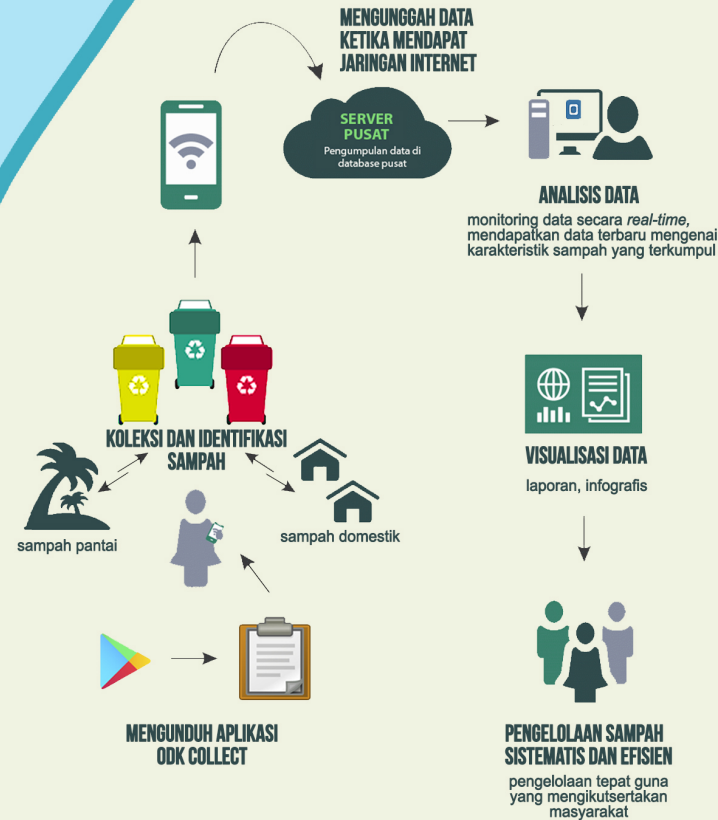 MENGUNGGAH DATA
KETIKA MENDAPAT
JARINGAN INTERNET
SERVER
PUSAT
Pengumpulan data di
database pusat
ANALISIS DATA
monitoring data secara real-time,
mendapatkan data terbaru mengenai
karakteristik sampah yang terkumpul
KOLEKSI DAN IDENTIFIKASI
SAMPAH
sampah pantai
sampah domestik
VISUALISASI DATA
laporan, infografis
MENGUNDUH APLIKASI
ODK COLLECT
PENGELOLAAN SAMPAH
SISTEMATIS DAN EFISIEN
pengelolaan tepat guna
yang mengikutsertakan
masyarakat